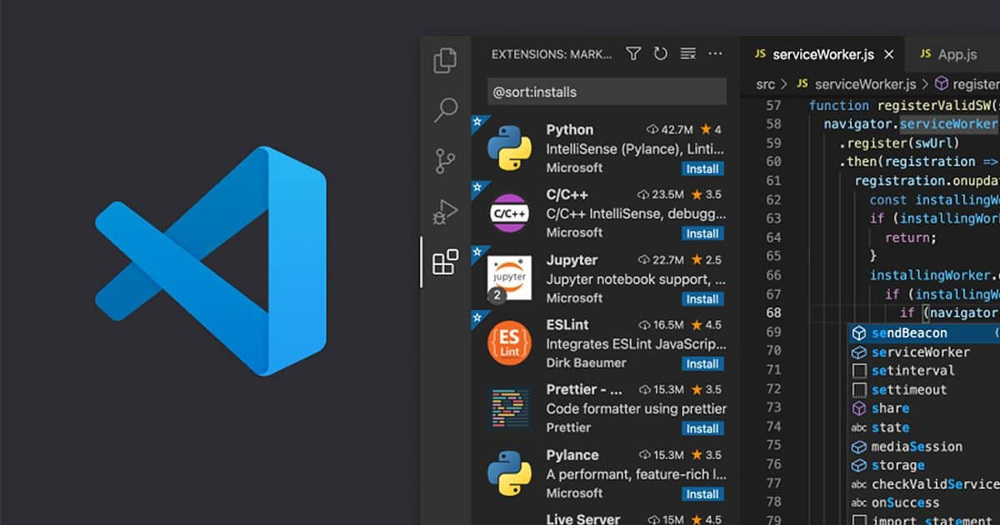 EXTENSIONS: MARK...
@sort:installs
Python 42.7M 4
IntelliSense (Pylance), Linti...
Microsoft Install
C/C++
C/C++ 23.5M 3.5
C/C++ IntelliSense, debugg...
Microsoft Install
jupyter
2
Jupyter 22.7M 2.5
Jupyter notebook support, ...
Microsoft Install
ES
Lint
ESLint 16.5M 4.5
Integrates ESLint JavaScrip...
Dirk Baeumer Install
Prettier - ... 15.3M 3.5
Code formatter using prettier
Prettier Install
Pylance 15.3M 3.5
A performant, feature-rich l...
Microsoft Install
Live Server 15M 4.5
JS serviceWorker.js JS App.js
src > JS serviceWorker.js > register
57 function registerValidSW(
58 navigator.serviceWorker
59 .register(swUrl)
60 .then(registration =>
61 registration.onupda
62 const installingW
63 if (installingWor
64 return;
65 }
66 installingWorker.
67 if (installingW
68 if (navigator
69 sendBeacon (
70 serviceWorker
71 setinterval
72 settimeout
73 share
74 abc state
75 mediaSession
76 storage
77 abc checkValidService
78 abc onSuccess
79 import statement